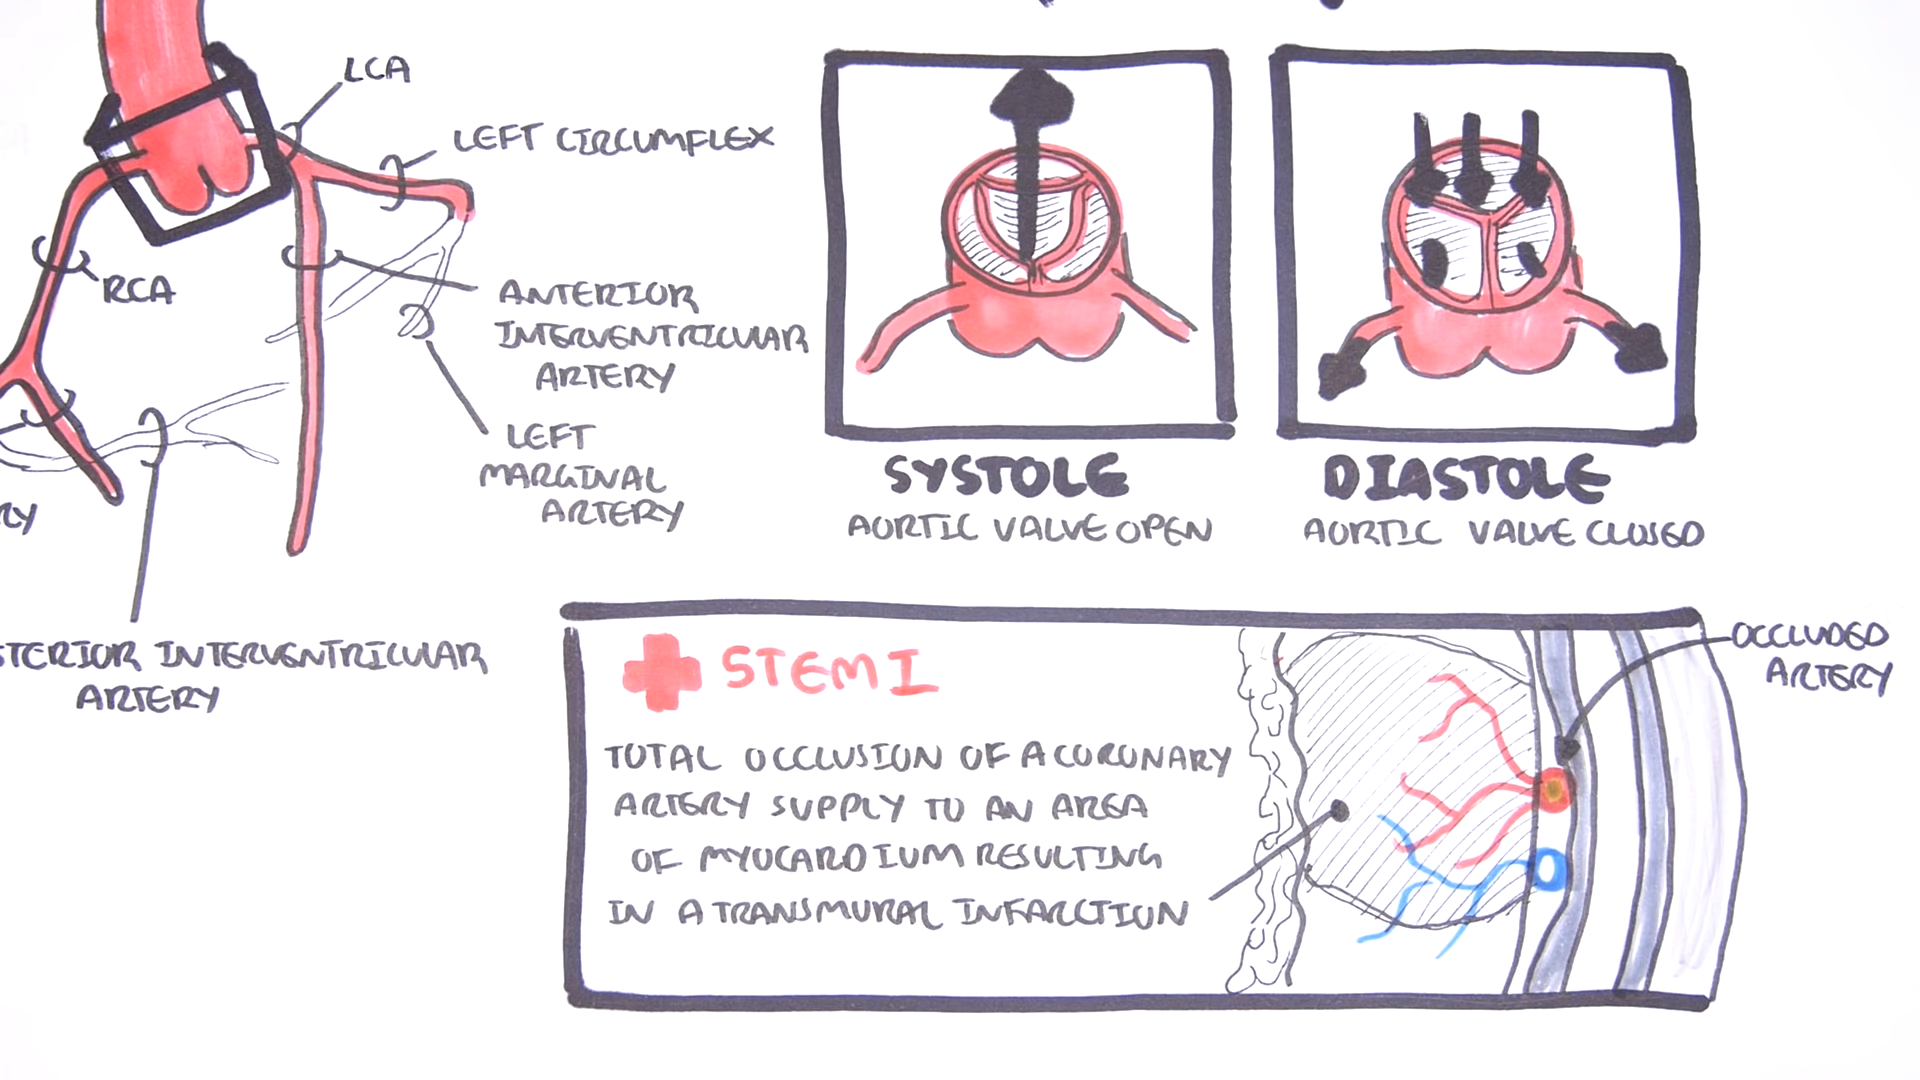 LCA
LEFT CIRCUMFLEX
RCA
ANTERIOR
INTERVENTRICULAR
ARTERY
LEFT
MARGINAL
ARTERY
RY
STERIOR INTERVENTRICULAR
ARTERY
SYSTOLE
AORTIC VALVE OPEN
DIASTOLE
AORTIC VALVE CLOSED
STEMI
TOTAL OCCLUSION OF A CORONARY
ARTERY SUPPLY TO AN AREA
OF MYOCARDIUM RESULTING
IN A TRANSMURAL INFARCTION
OCCLUDED
ARTERY